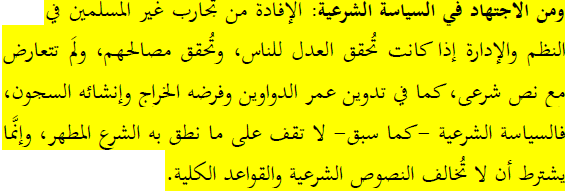 ومن الاجتهاد في السياسة الشرعية: الإفادة من تجارب غير المسلمين في
النظم والإدارة إذا كانت تُحقق العدل للناس، وتُحقق مصالحهم، ولَم تتعارض
مع نص شرعى، كما في تدوين عمر الدواوين وفرضه الخراج وإنشائه السجون،
فالسياسة الشرعية –كما سبق– لا تقف على ما نطق به الشرع المطهر، وإنَّما
يشترط أن لا تُخالف النصوص الشرعية والقواعد الكلية.